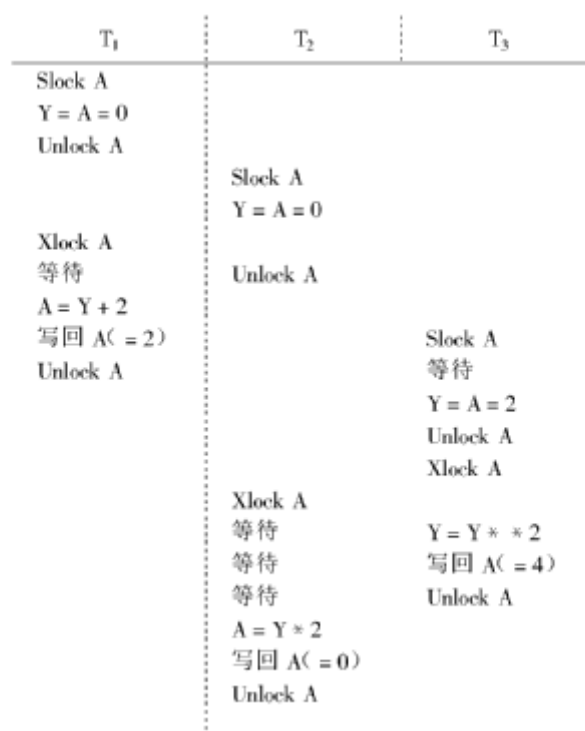 T₁ T₂ T₃
Slock A
Y = A = 0
Unlock A
Slock A
Y = A = 0
Xlock A
等待 Unlock A
A = Y + 2
写回 A( = 2) Slock A
Unlock A 等待
Y = A = 2
Unlock A
Xlock A
Xlock A
等待 Y = Y * * 2
等待 写回 A( = 4)
等待 Unlock A
A = Y * 2
写回 A( = 0)
Unlock A